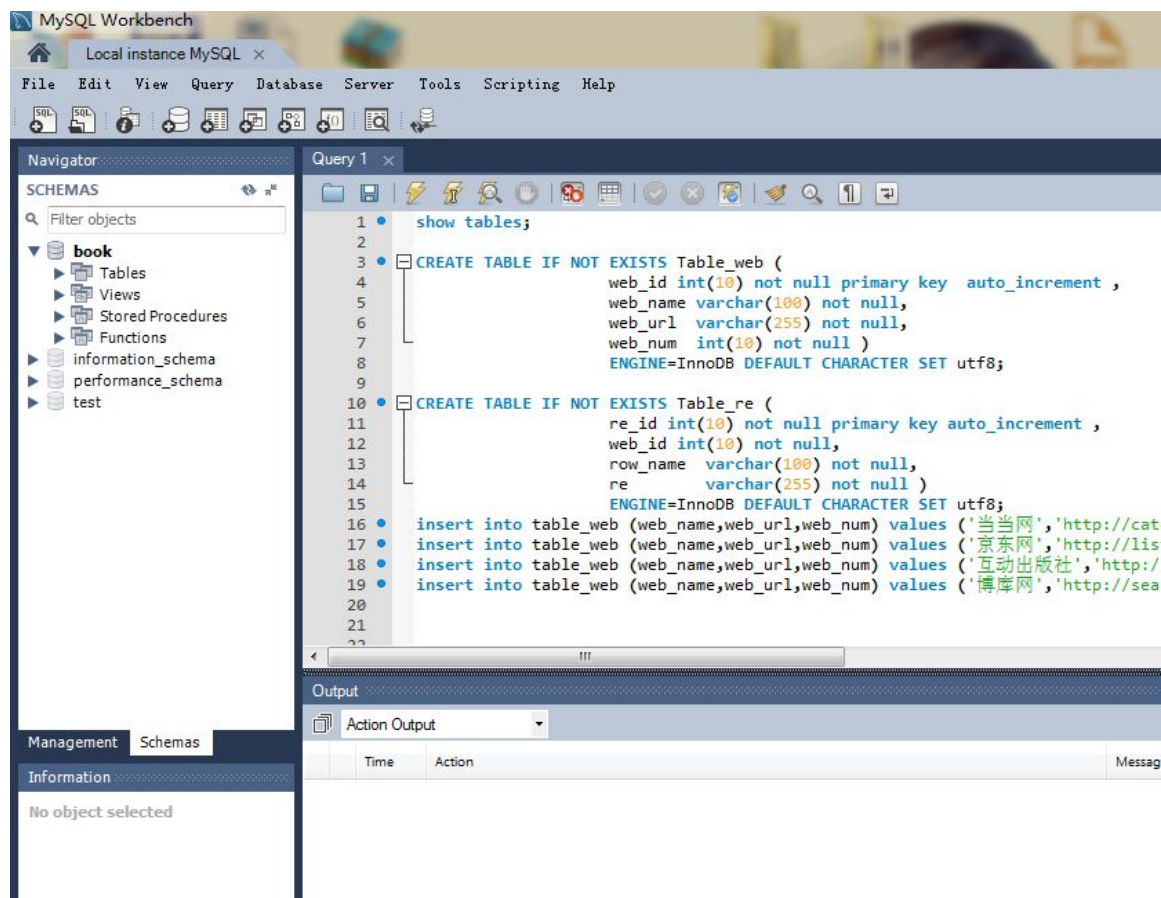 MySQL Workbench
Local instance MySQL
File Edit View Query Database Server Tools Scripting Help
Navigator
SCHEMAS
Filter objects
book
Tables
Views
Stored Procedures
Functions
information_schema
performance_schema
test
Management Schemas
Information
No object selected
Query 1
1 show tables;
2
3 CREATE TABLE IF NOT EXISTS Table_web (
4 web_id int(10) not null primary key auto_increment ,
5 web_name varchar(100) not null,
6 web_url varchar(255) not null,
7 web_num int(10) not null )
8 ENGINE=InnoDB DEFAULT CHARACTER SET utf8;
9
10 CREATE TABLE IF NOT EXISTS Table_re (
11 re_id int(10) not null primary key auto_increment ,
12 web_id int(10) not null,
13 row_name varchar(100) not null,
14 re varchar(255) not null )
15 ENGINE=InnoDB DEFAULT CHARACTER SET utf8;
16 insert into table_web (web_name,web_url,web_num) values ('当当网','http://cat
17 insert into table_web (web_name,web_url,web_num) values ('京东网','http://lis
18 insert into table_web (web_name,web_url,web_num) values ('互动出版社','http:/
19 insert into table_web (web_name,web_url,web_num) values ('博库网','http://sea
20
21
Output
Action Output
Time Action Messag